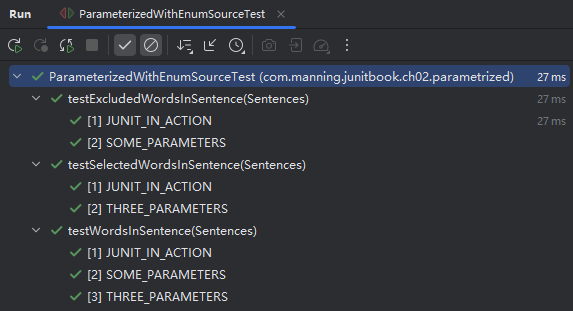 Run ParameterizedWithEnumSourceTest
ParameterizedWithEnumSourceTest (com.manning.junitbook.ch02.parametrized) 27 ms
testExcludedWordsInSentence(Sentences) 27 ms
[1] JUNIT_IN_ACTION 27 ms
[2] SOME_PARAMETERS
testSelectedWordsInSentence(Sentences)
[1] JUNIT_IN_ACTION
[2] THREE_PARAMETERS
testWordsInSentence(Sentences)
[1] JUNIT_IN_ACTION
[2] SOME_PARAMETERS
[3] THREE_PARAMETERS